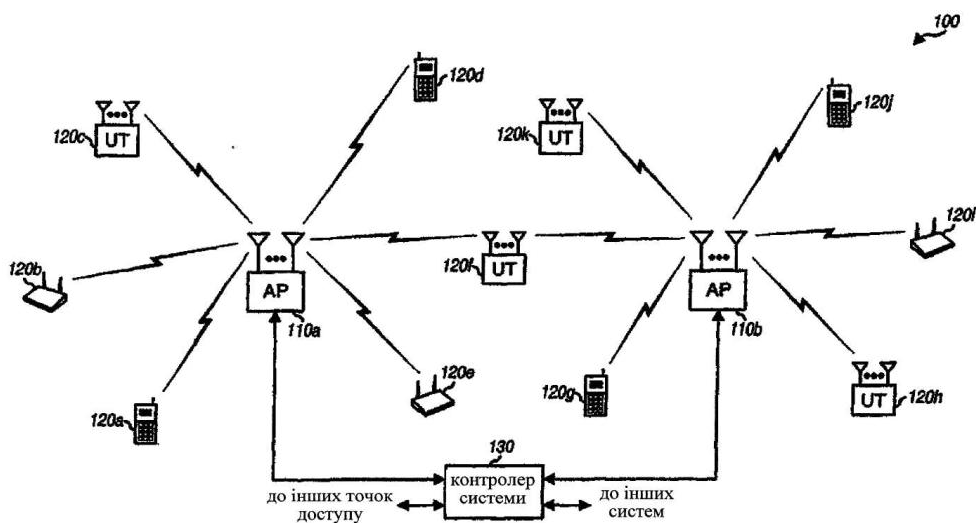 100
120d
120j
120c
UT
120k
UT
120l
120b
120f
UT
AP
AP
110a
110b
120e
120a
120g
UT
120h
130
контролер
системи
до інших точок
доступу
до інших
систем